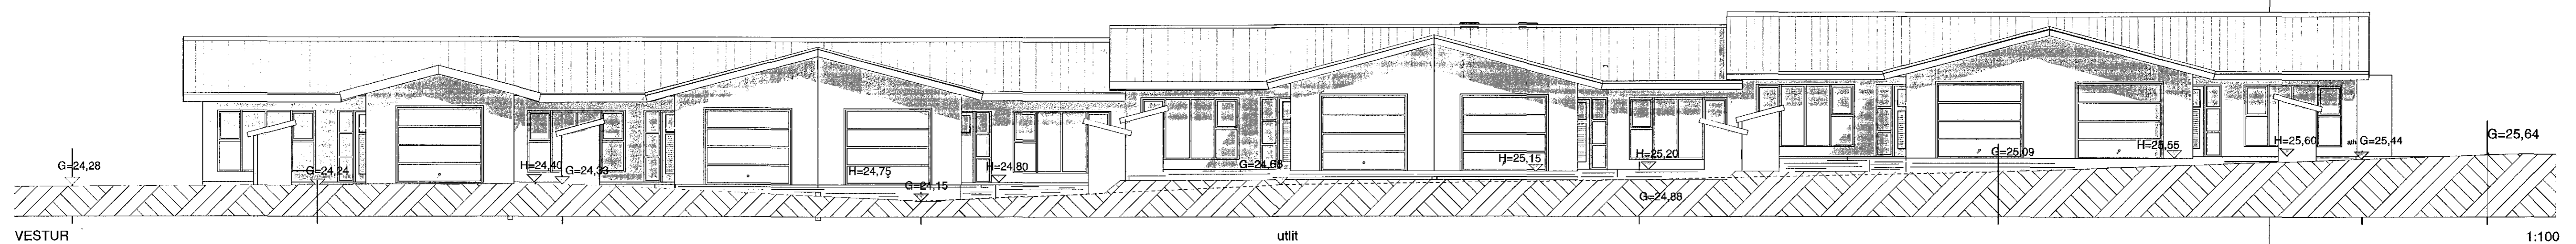 G=24,28
G=24,24
H=24,40
G=24,33
H=24,75
G=24,15
H=24,80
G=24,68
H=25,15
H=25,20
G=24,88
G=25,09
H=25,55
H=25,60
ath G=25,44
G=25,64
VESTUR
utlit
1:100